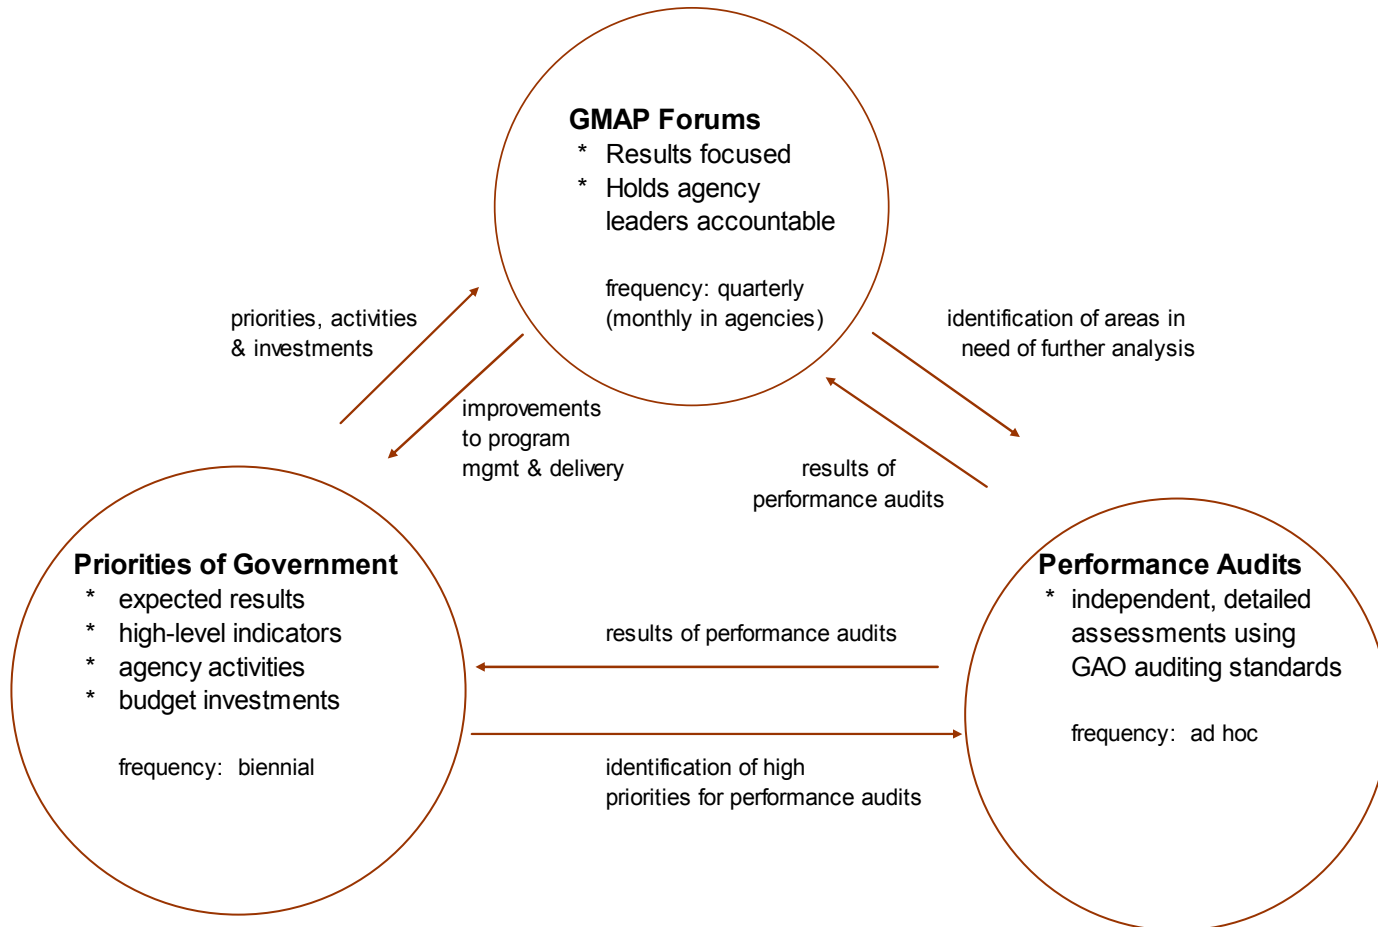 GMAP Forums
* Results focused
* Holds agency
leaders accountable
frequency: quarterly
(monthly in agencies)
priorities, activities
& investments
identification of areas in
need of further analysis
improvements
to program
mgmt & delivery
results of
performance audits
Priorities of Government
* expected results
* high-level indicators
* agency activities
* budget investments
frequency: biennial
results of performance audits
identification of high
priorities for performance audits
Performance Audits
* independent, detailed
assessments using
GAO auditing standards
frequency: ad hoc